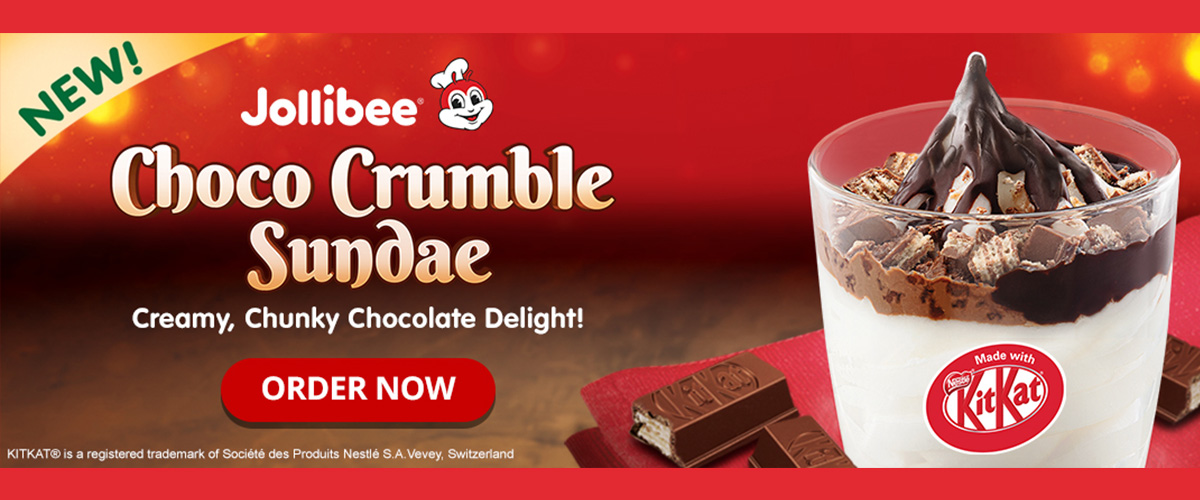 NEW!
Jollibee®
Choco Crumble
Sundae
Creamy, Chunky Chocolate Delight!
ORDER NOW
KITKAT® is a registered trademark of Société des Produits Nestlé S.A.Vevey, Switzerland
KitKat
Made with
Nestlé
KitKat